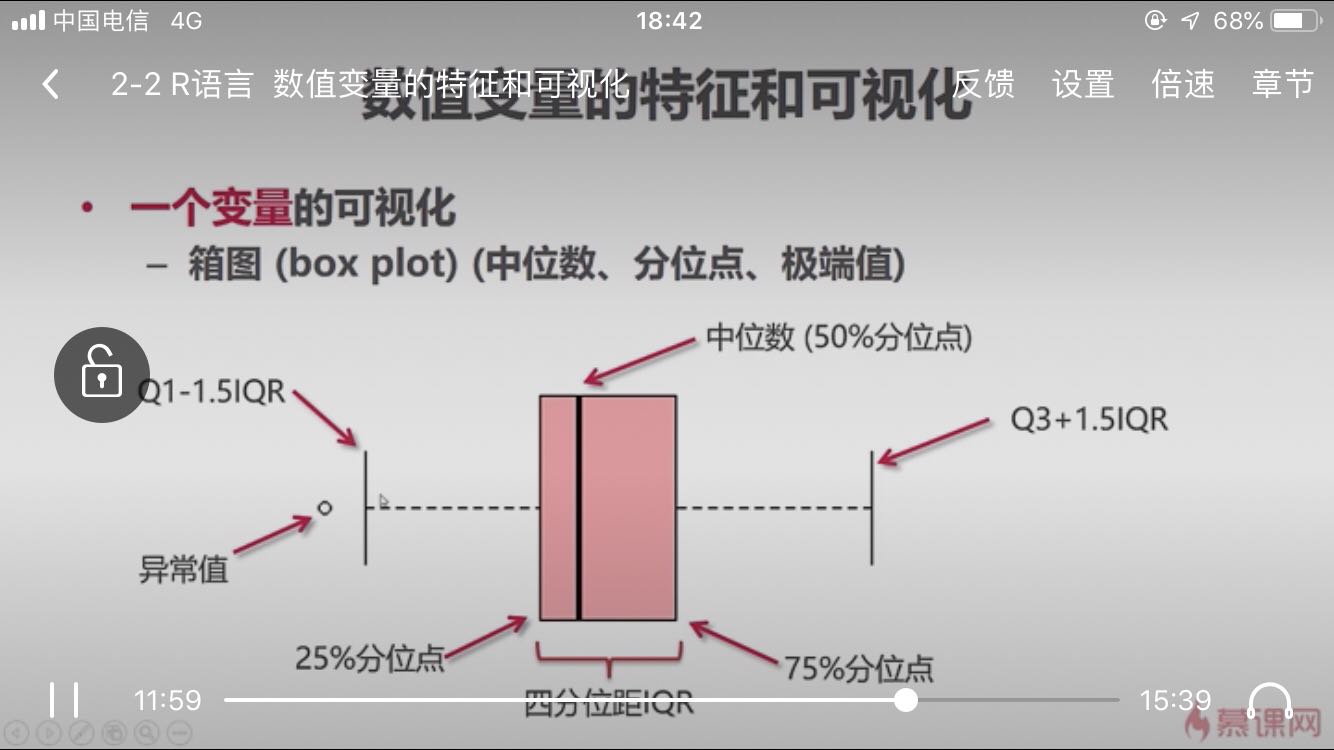 中国电信 4G 18:42 68%
2-2 R语言 数值变量的特征和可视化 反馈 设置 倍速 章节
数值变量的特征和可视化
• 一个变量的可视化
– 箱图 (box plot) (中位数、分位点、极端值)
中位数 (50%分位点)
Q1-1.5IQR
Q3+1.5IQR
异常值
25%分位点
75%分位点
四分位距IQR
11:59 15:39
慕课网